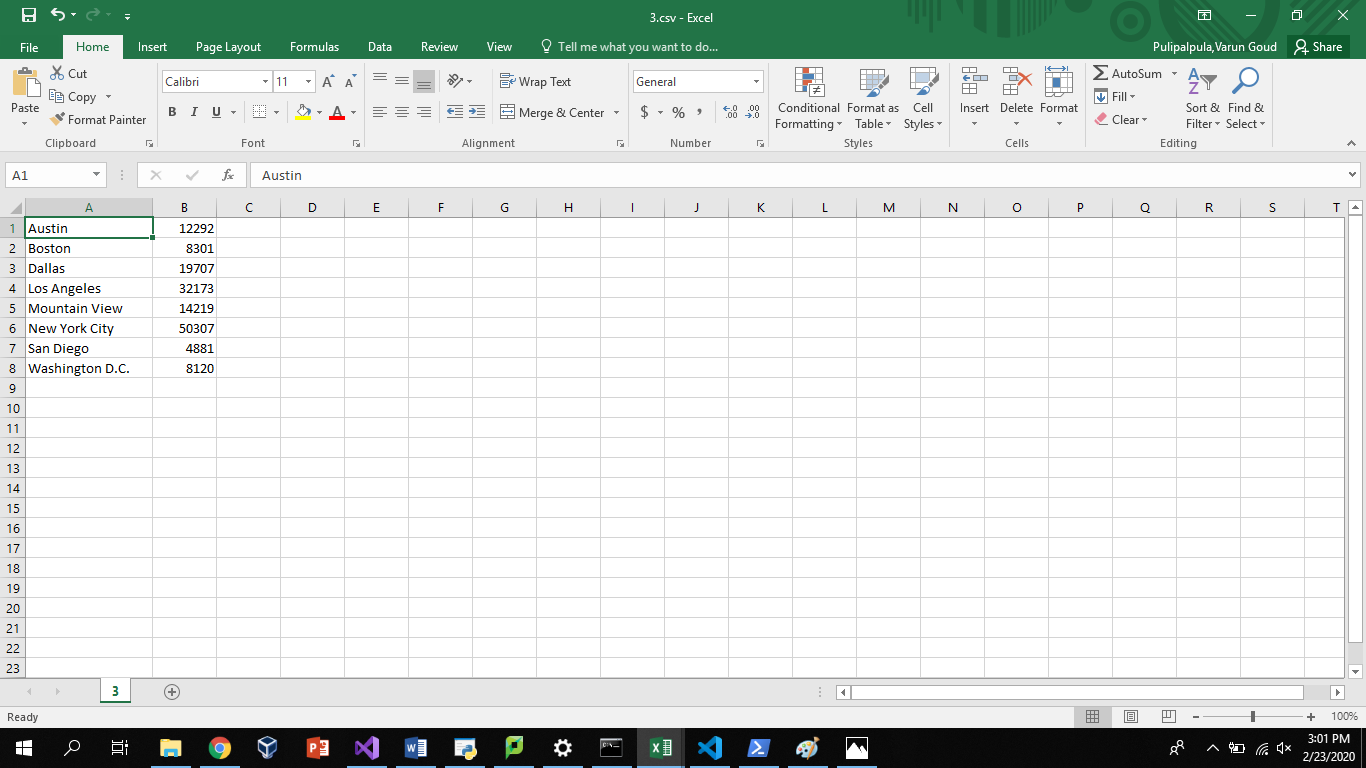 3.csv - Excel
File Home Insert Page Layout Formulas Data Review View Tell me what you want to do... Pulipalpula,Varun Goud Share
Paste Cut Copy Format Painter Clipboard
Calibri 11 B I U A Font
Wrap Text Merge & Center Alignment
General $ % , Number
Conditional Formatting Format as Table Cell Styles Styles
Insert Delete Format Cells
AutoSum Fill Clear Sort & Filter Find & Select Editing
A1 fx Austin
A B C D E F G H I J K L M N O P Q R S T
1 Austin 12292
2 Boston 8301
3 Dallas 19707
4 Los Angeles 32173
5 Mountain View 14219
6 New York City 50307
7 San Diego 4881
8 Washington D.C. 8120
9
10
11
12
13
14
15
16
17
18
19
20
21
22
23
3
Ready 100%
3:01 PM
2/23/2020